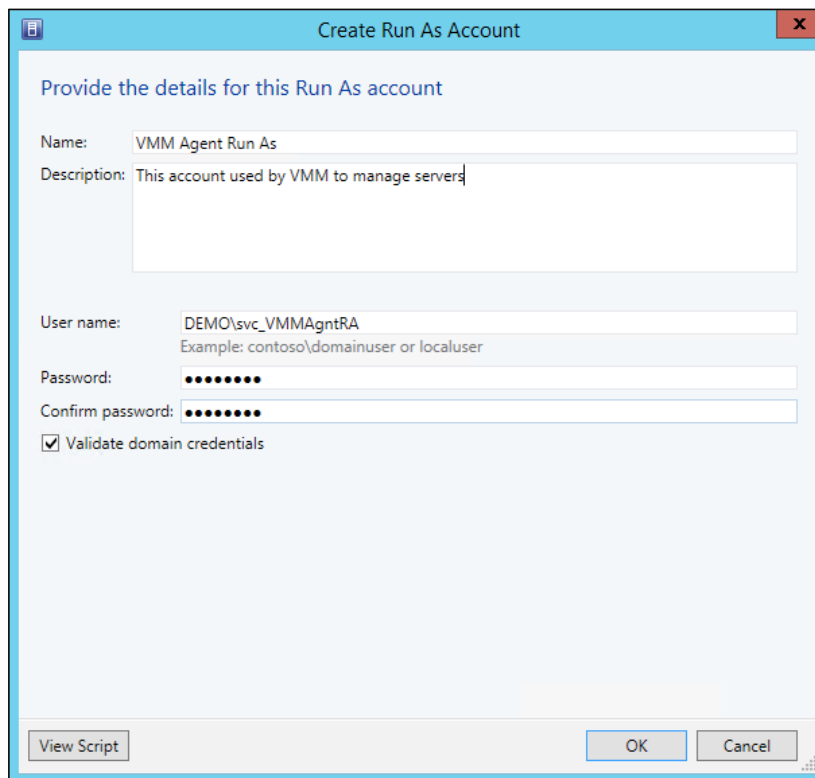 Create Run As Account
x
Provide the details for this Run As account
Name: VMM Agent Run As
Description: This account used by VMM to manage servers
User name: DEMO\svc_VMMAgntRA
Example: contoso\domainuser or localuser
Password: ●●●●●●●●
Confirm password: ●●●●●●●●
Validate domain credentials
View Script OK Cancel